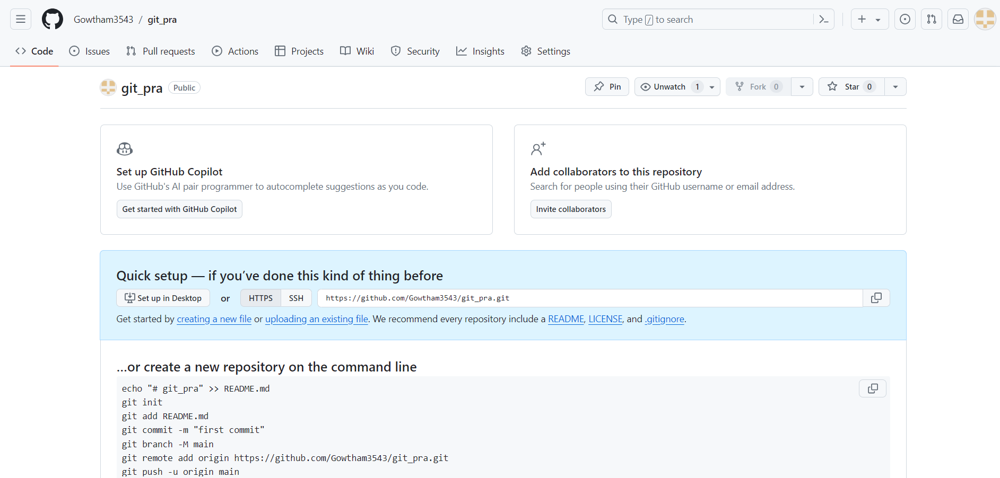 Gowtham3543 / git_pra
Type / to search
Code Issues Pull requests Actions Projects Wiki Security Insights Settings
git_pra Public
Pin Unwatch 1 Fork 0 Star 0
Set up GitHub Copilot
Use GitHub's AI pair programmer to autocomplete suggestions as you code.
Get started with GitHub Copilot
Add collaborators to this repository
Search for people using their GitHub username or email address.
Invite collaborators
Quick setup — if you’ve done this kind of thing before
Set up in Desktop or HTTPS SSH https://github.com/Gowtham3543/git_pra.git
Get started by creating a new file or uploading an existing file. We recommend every repository include a README, LICENSE, and .gitignore.
…or create a new repository on the command line
echo "# git_pra" >> README.md
git init
git add README.md
git commit -m "first commit"
git branch -M main
git remote add origin https://github.com/Gowtham3543/git_pra.git
git push -u origin main